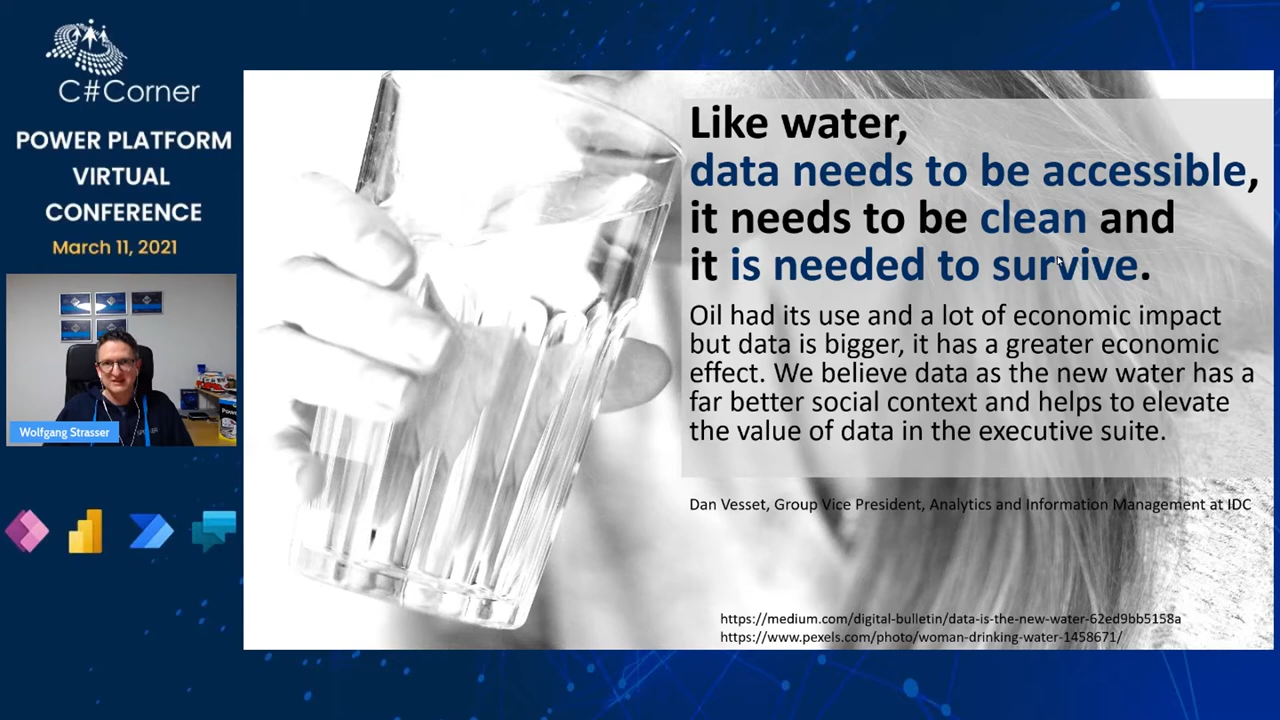 C#Corner
POWER PLATFORM
VIRTUAL
CONFERENCE
March 11, 2021
Wolfgang Strasser
Like water,
data needs to be accessible,
it needs to be clean and
it is needed to survive.
Oil had its use and a lot of economic impact
but data is bigger, it has a greater economic
effect. We believe data as the new water has a
far better social context and helps to elevate
the value of data in the executive suite.
Dan Vesset, Group Vice President, Analytics and Information Management at IDC
https://medium.com/digital-bulletin/data-is-the-new-water-62ed9bb5158a
https://www.pexels.com/photo/woman-drinking-water-1458671/